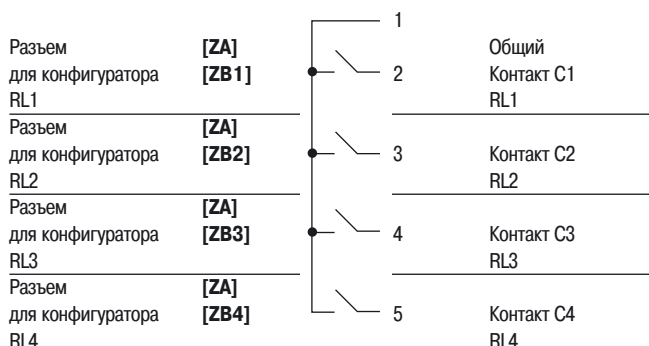 1
Разъем [ZA] Общий
для конфигуратора [ZB1] 2 Контакт C1
RL1 RL1
Разъем [ZA]
для конфигуратора [ZB2] 3 Контакт C2
RL2 RL2
Разъем [ZA]
для конфигуратора [ZB3] 4 Контакт C3
RL3 RL3
Разъем [ZA]
для конфигуратора [ZB4] 5 Контакт C4
RL4 RL4